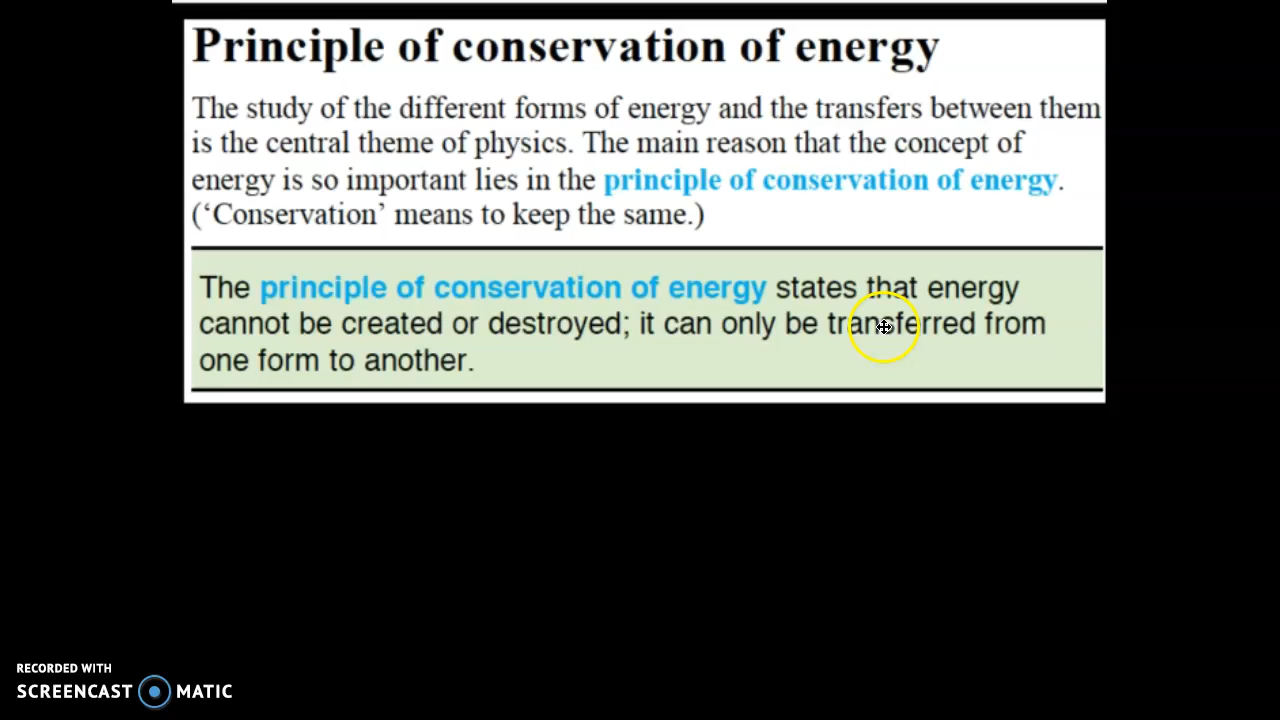 Principle of conservation of energy
The study of the different forms of energy and the transfers between them
is the central theme of physics. The main reason that the concept of
energy is so important lies in the principle of conservation of energy.
(‘Conservation’ means to keep the same.)
The principle of conservation of energy states that energy
cannot be created or destroyed; it can only be transferred from
one form to another.
RECORDED WITH
SCREENCAST MATIC